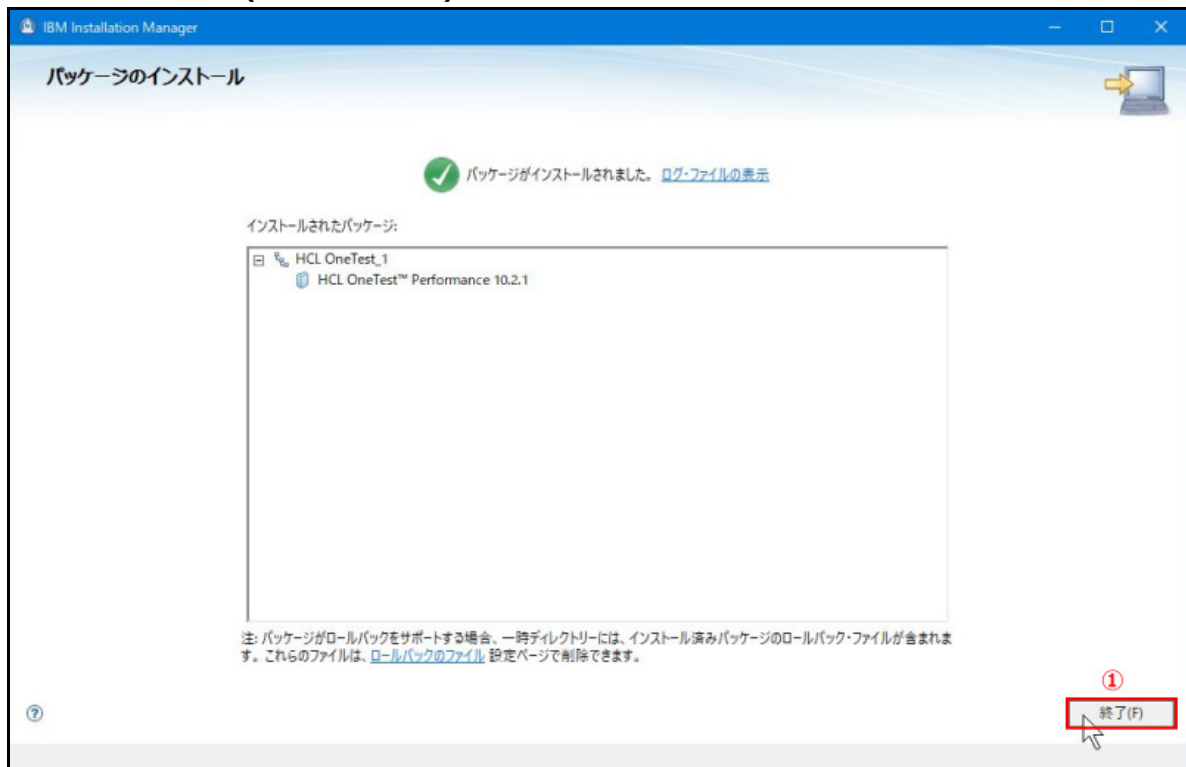 IBM Installation Manager
パッケージのインストール
パッケージがインストールされました。 ログ・ファイルの表示
インストールされたパッケージ:
HCL OneTest_1
HCL OneTest™ Performance 10.2.1
注: パッケージがロールバックをサポートする場合、一時ディレクトリーには、インストール済みパッケージのロールバック・ファイルが含まれま
す。これらのファイルは、ロールバックのファイル 設定ページで削除できます。
①
終了(F)